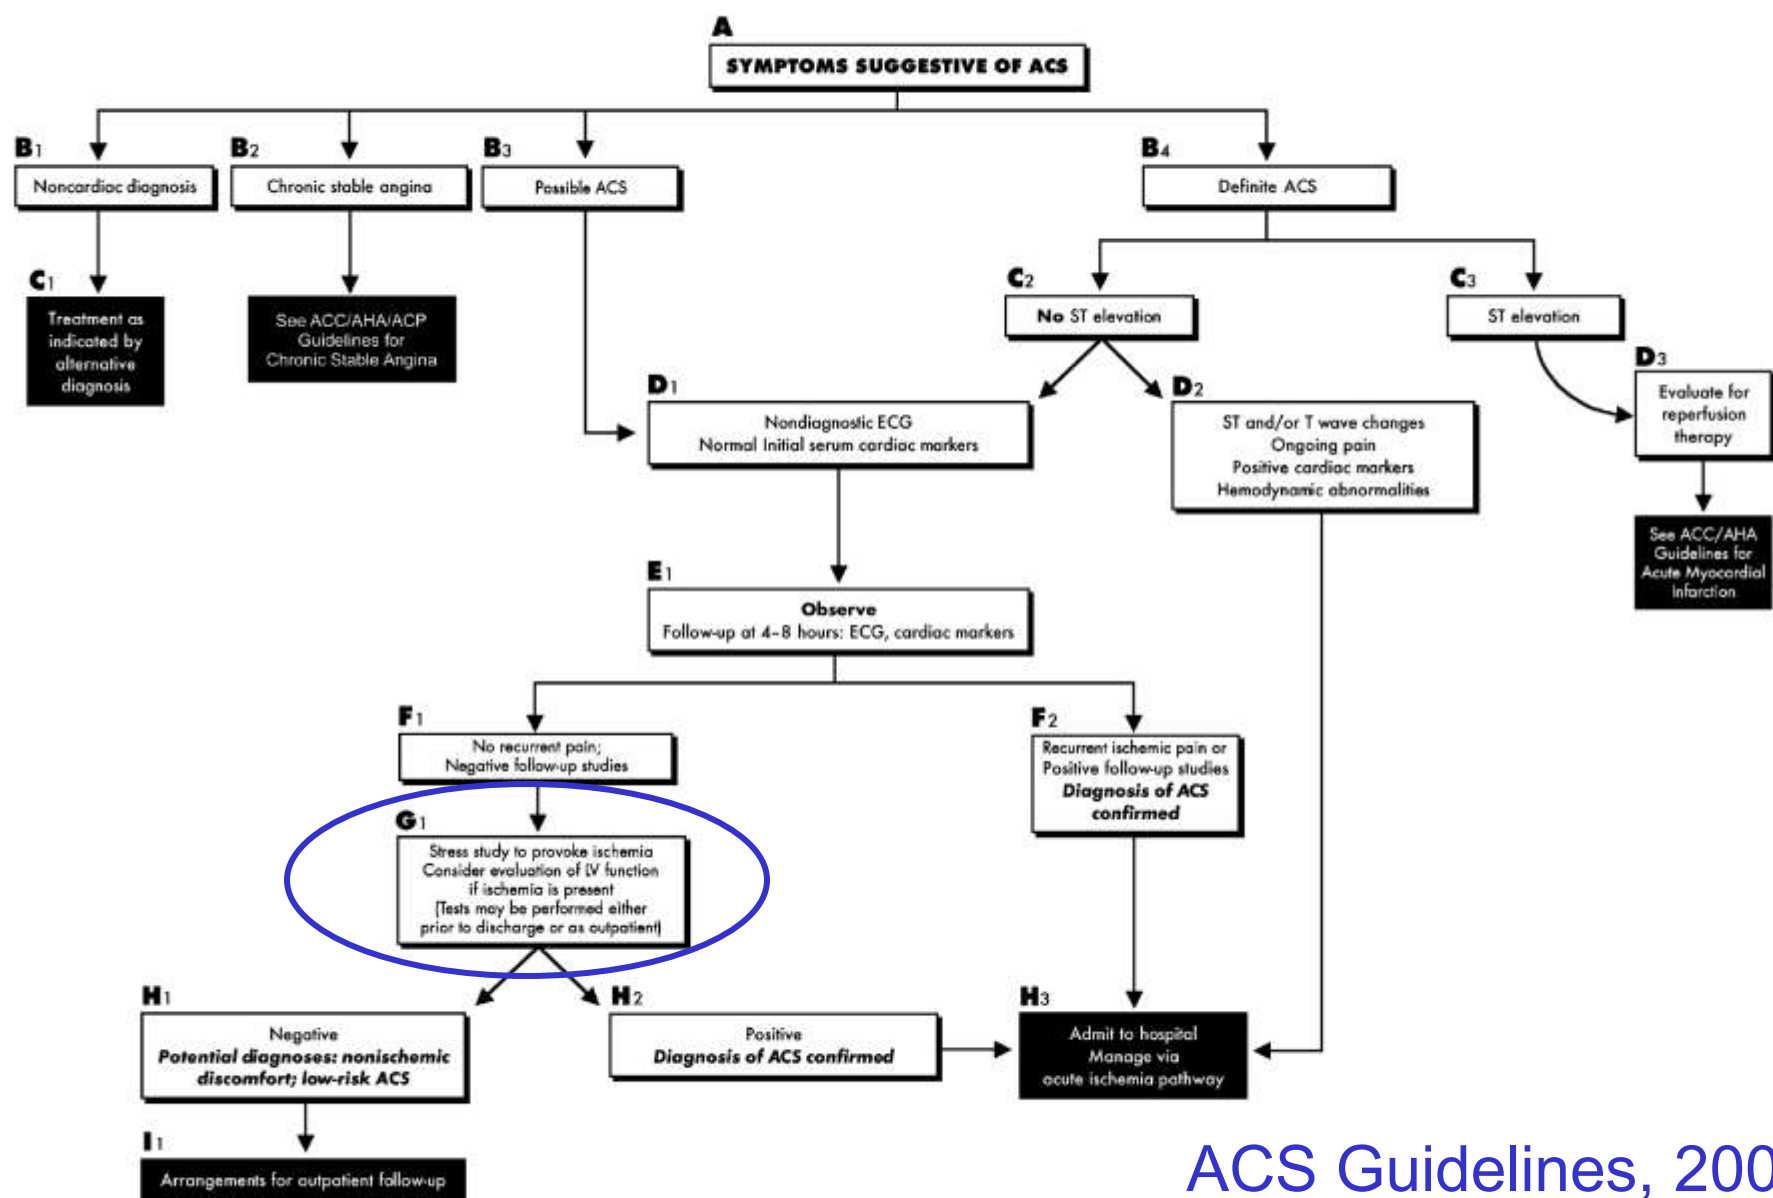 A
SYMPTOMS SUGGESTIVE OF ACS
B1
Noncardiac diagnosis
B2
Chronic stable angina
B3
Possible ACS
B4
Definite ACS
C1
Treatment as
indicated by
alternative
diagnosis
See ACC/AHA/ACP
Guidelines for
Chronic Stable Angina
C2
No ST elevation
C3
ST elevation
D1
Nondiagnostic ECG
Normal Initial serum cardiac markers
D2
ST and/or T wave changes
Ongoing pain
Positive cardiac markers
Hemodynamic abnormalities
D3
Evaluate for
reperfusion
therapy
See ACC/AHA
Guidelines for
Acute Myocardial
Infarction
E1
Observe
Follow-up at 4–8 hours: ECG, cardiac markers
F1
No recurrent pain;
Negative follow-up studies
F2
Recurrent ischemic pain or
Positive follow-up studies
Diagnosis of ACS
confirmed
G1
Stress study to provoke ischemia
Consider evaluation of LV function
if ischemia is present
(Tests may be performed either
prior to discharge or as outpatient)
H1
Negative
Potential diagnoses: nonischemic
discomfort; low-risk ACS
H2
Positive
Diagnosis of ACS confirmed
H3
Admit to hospital
Manage via
acute ischemia pathway
I1
Arrangements for outpatient follow-up
ACS Guidelines, 200